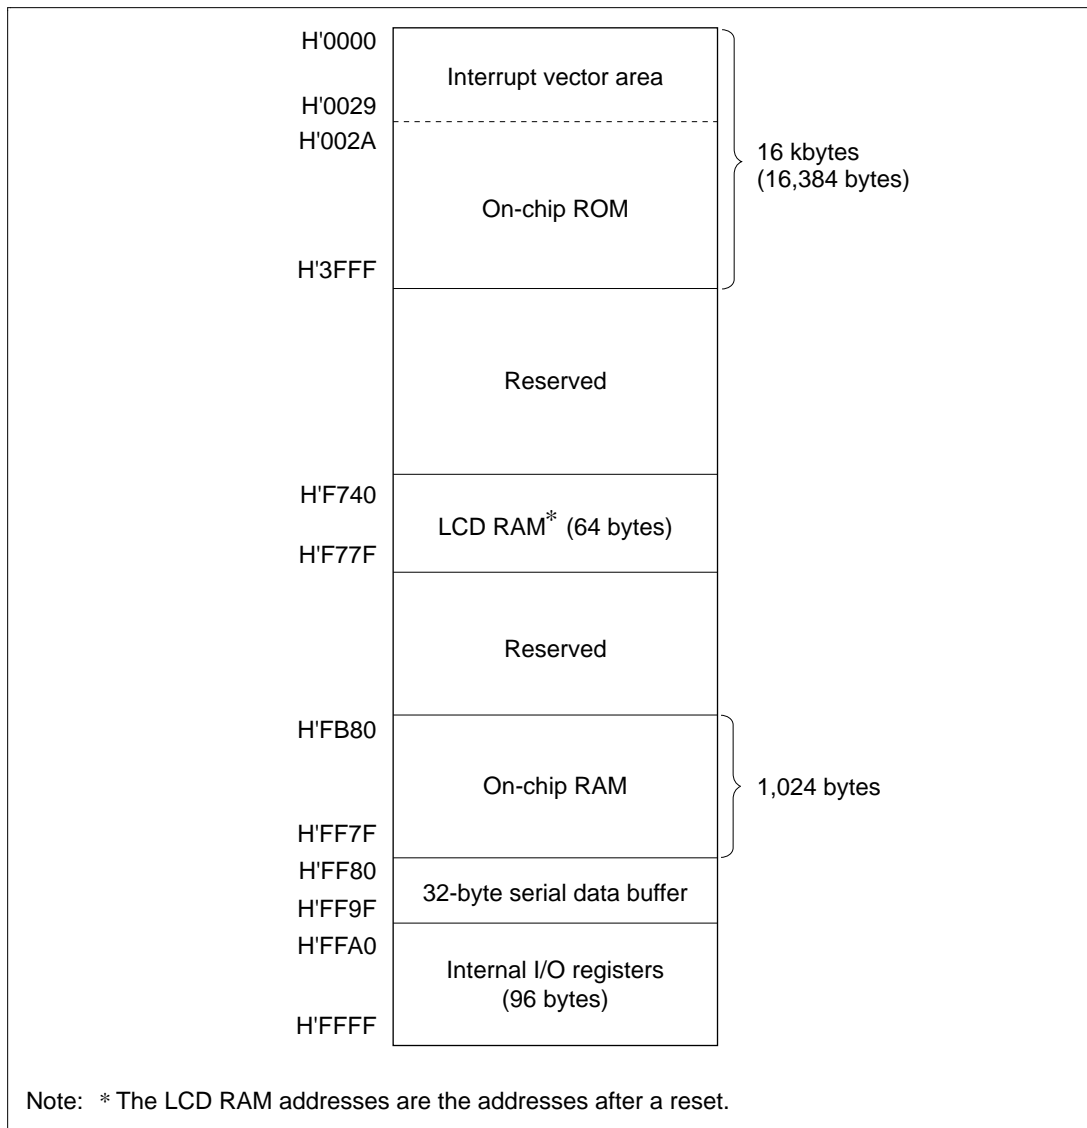 H'0000
Interrupt vector area
H'0029
H'002A
16 kbytes
(16,384 bytes)
On-chip ROM
H'3FFF
Reserved
H'F740
LCD RAM* (64 bytes)
H'F77F
Reserved
H'FB80
On-chip RAM
1,024 bytes
H'FF7F
H'FF80
32-byte serial data buffer
H'FF9F
H'FFA0
Internal I/O registers
(96 bytes)
H'FFFF
Note: * The LCD RAM addresses are the addresses after a reset.